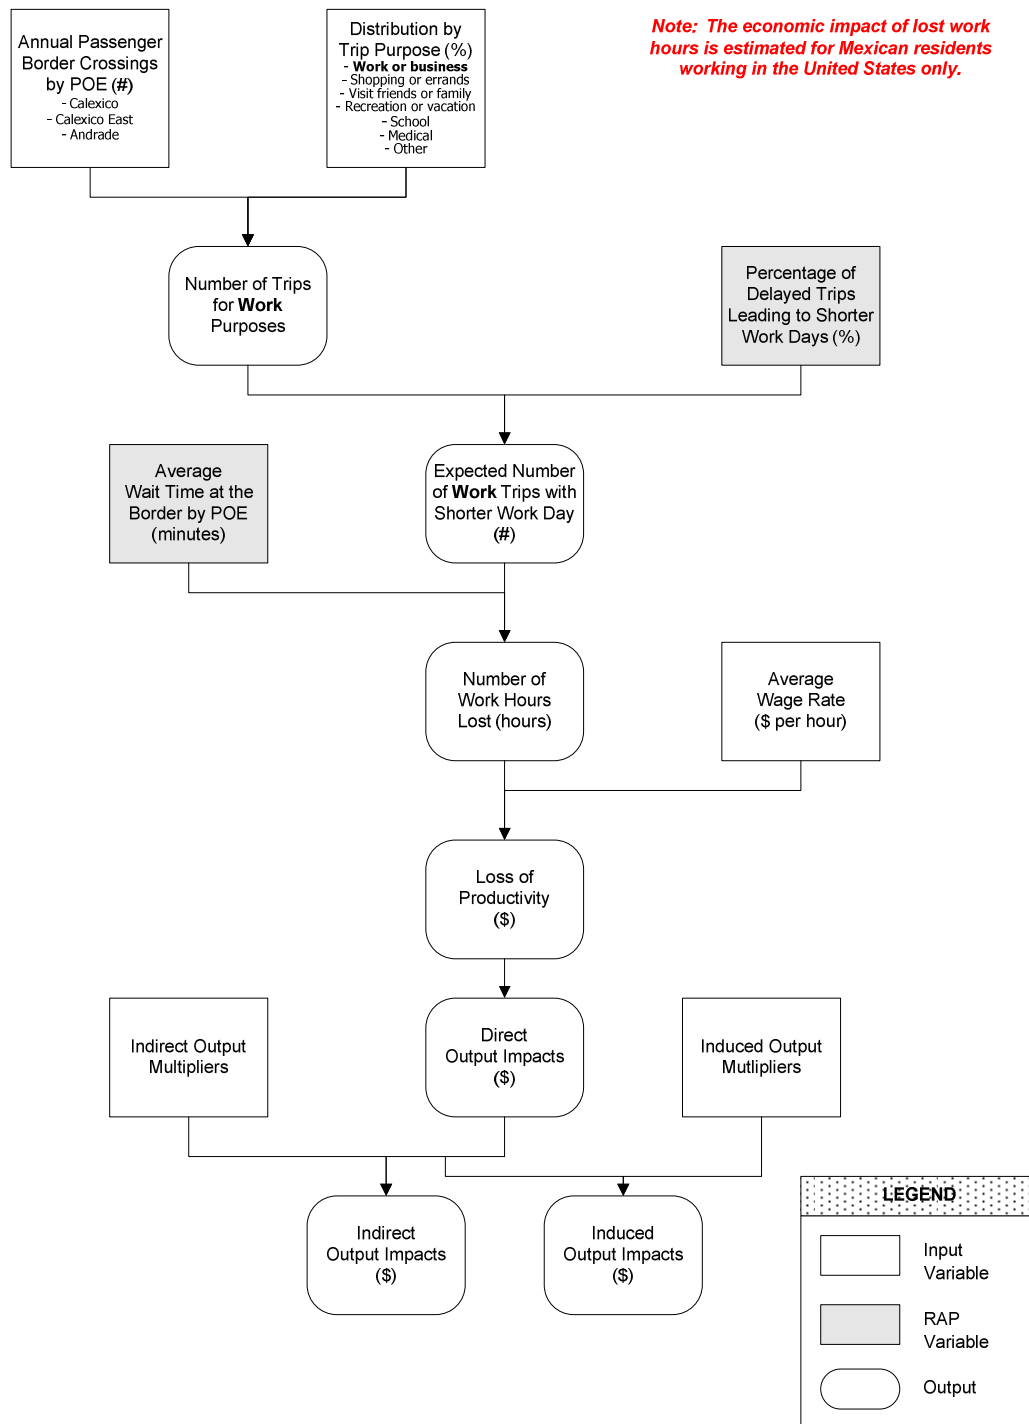 Annual Passenger
Border Crossings
by POE (#)
- Calexico
- Calexico East
- Andrade
Distribution by
Trip Purpose (%)
- Work or business
- Shopping or errands
- Visit friends or family
- Recreation or vacation
- School
- Medical
- Other
Note:  The economic impact of lost work
hours is estimated for Mexican residents
working in the United States only.
Number of Trips
for Work
Purposes
Percentage of
Delayed Trips
Leading to Shorter
Work Days (%)
Average
Wait Time at the
Border by POE
(minutes)
Expected Number
of Work Trips with
Shorter Work Day
(#)
Number of
Work Hours
Lost (hours)
Average
Wage Rate
($ per hour)
Loss of
Productivity
($)
Indirect Output
Multipliers
Direct
Output Impacts
($)
Induced Output
Mutlipliers
Indirect
Output Impacts
($)
Induced
Output Impacts
($)
LEGEND
Input
Variable
RAP
Variable
Output